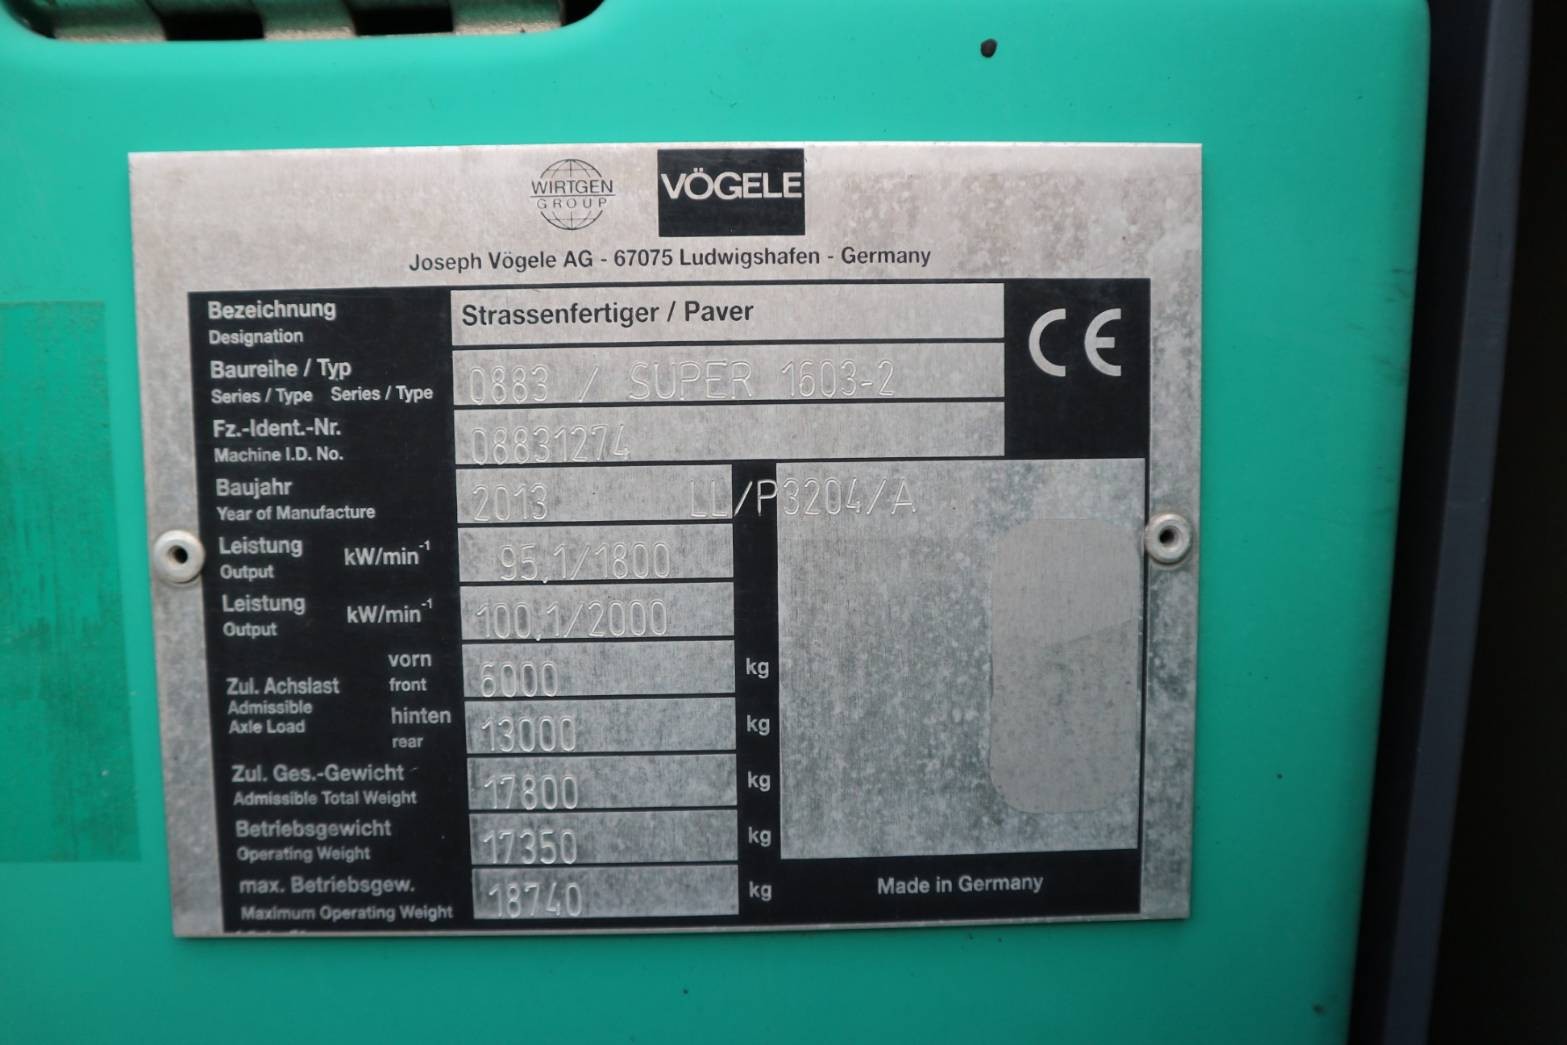 WIRTGEN GROUP VÖGELE
Joseph Vögele AG - 67075 Ludwigshafen - Germany
Bezeichnung Strassenfertiger / Paver
Designation
CE
Baureihe / Typ 0883 / SUPER 1603-2
Series / Type Series / Type
Fz.-Ident.-Nr. 08831274
Machine I.D. No.
Baujahr 2013 LL/P3204/A
Year of Manufacture
Leistung kW/min-1 95,1/1800
Output
Leistung kW/min-1 100,1/2000
Output
vorn 6000 kg
Zul. Achslast front
Admissible hinten 13000 kg
Axle Load rear
Zul. Ges.-Gewicht 17800 kg
Admissible Total Weight
Betriebsgewicht 17350 kg
Operating Weight
max. Betriebsgew. 18740 kg Made in Germany
Maximum Operating Weight